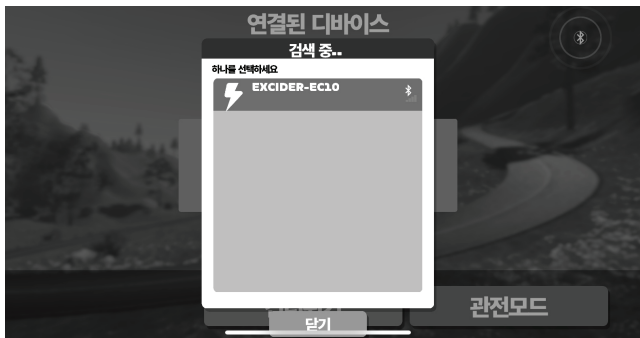 연결된 디바이스
검색 중..
하나를 선택하세요
EXCIDER-EC10
관전모드
닫기